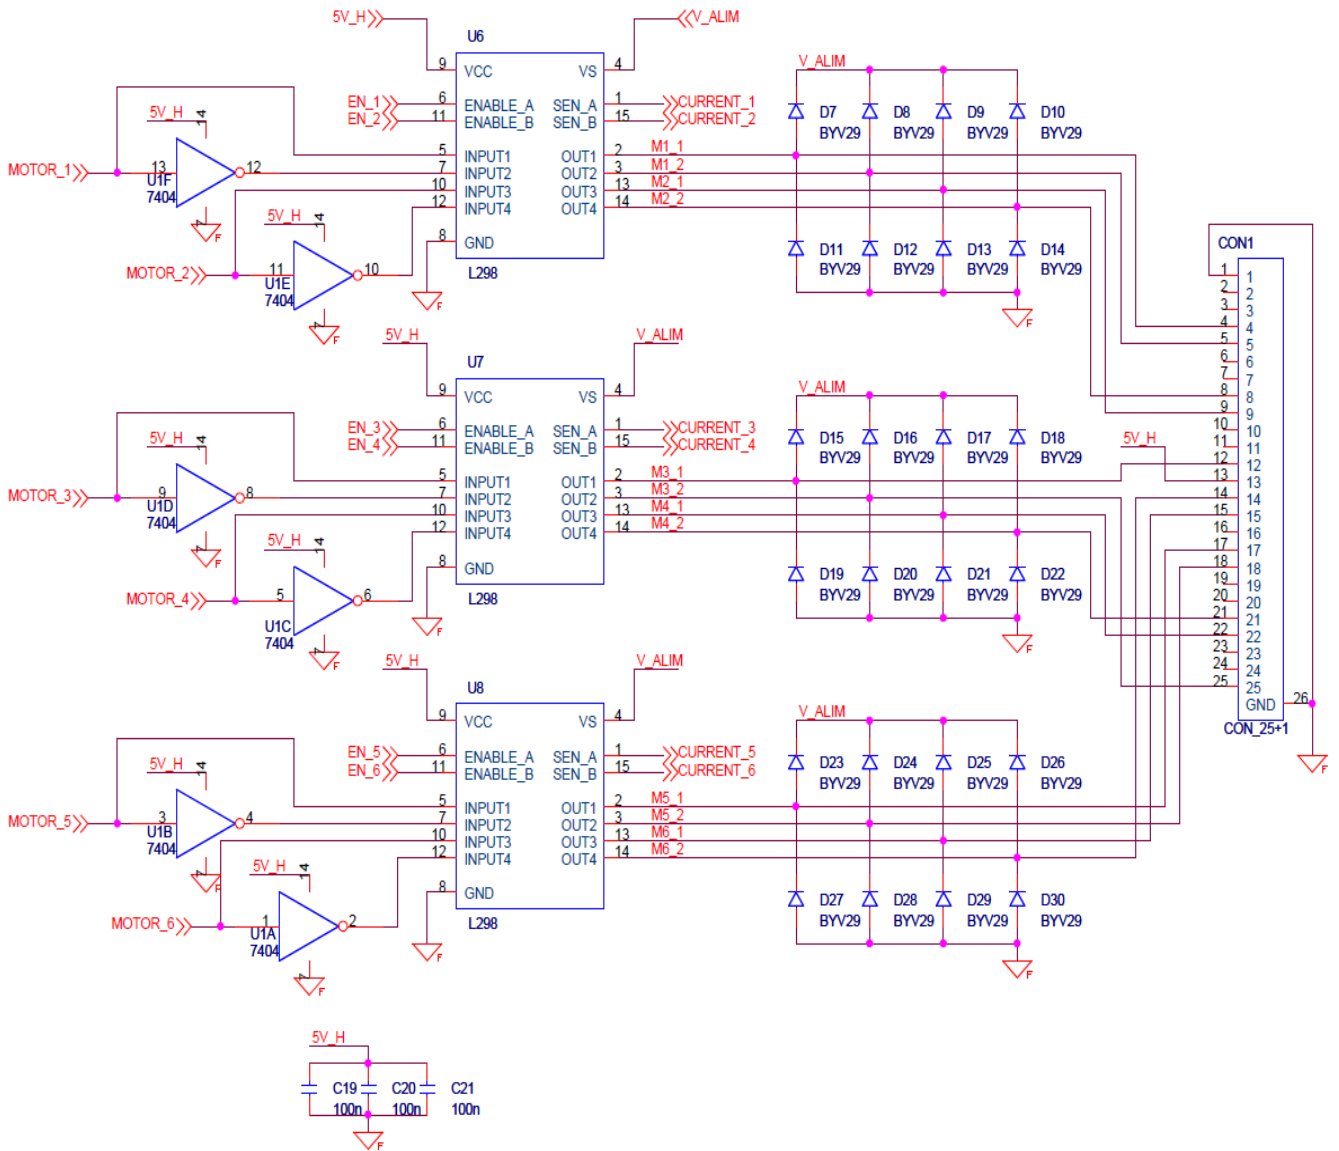 5V_H
V_ALIM
U6
9 VCC VS 4
EN_1 6 ENABLE_A SEN_A 1 CURRENT_1
EN_2 11 ENABLE_B SEN_B 15 CURRENT_2
5 INPUT1 OUT1 2 M1_1
7 INPUT2 OUT2 3 M1_2
10 INPUT3 OUT3 13 M2_1
12 INPUT4 OUT4 14 M2_2
8 GND
L298
5V_H 14
MOTOR_1 13 12
U1F
7404
7 F
5V_H 14
MOTOR_2 11 10
U1E
7404
7 F
F
V_ALIM
D7 D8 D9 D10
BYV29 BYV29 BYV29 BYV29
D11 D12 D13 D14
BYV29 BYV29 BYV29 BYV29
F
5V_H
V_ALIM
U7
9 VCC VS 4
EN_3 6 ENABLE_A SEN_A 1 CURRENT_3
EN_4 11 ENABLE_B SEN_B 15 CURRENT_4
5 INPUT1 OUT1 2 M3_1
7 INPUT2 OUT2 3 M3_2
10 INPUT3 OUT3 13 M4_1
12 INPUT4 OUT4 14 M4_2
8 GND
L298
5V_H 14
MOTOR_3 9 8
U1D
7404
7 F
5V_H 14
MOTOR_4 5 6
U1C
7404
7 F
F
V_ALIM
D15 D16 D17 D18
BYV29 BYV29 BYV29 BYV29
D19 D20 D21 D22
BYV29 BYV29 BYV29 BYV29
F
5V_H
V_ALIM
U8
9 VCC VS 4
EN_5 6 ENABLE_A SEN_A 1 CURRENT_5
EN_6 11 ENABLE_B SEN_B 15 CURRENT_6
5 INPUT1 OUT1 2 M5_1
7 INPUT2 OUT2 3 M5_2
10 INPUT3 OUT3 13 M6_1
12 INPUT4 OUT4 14 M6_2
8 GND
L298
5V_H 14
MOTOR_5 3 4
U1B
7404
7 F
5V_H 14
MOTOR_6 1 2
U1A
7404
7 F
F
V_ALIM
D23 D24 D25 D26
BYV29 BYV29 BYV29 BYV29
D27 D28 D29 D30
BYV29 BYV29 BYV29 BYV29
F
CON1
1 1
2 2
3 3
4 4
5 5
6 6
7 7
8 8
9 9
10 10
11 11
5V_H
12 12
13 13
14 14
15 15
16 16
17 17
18 18
19 19
20 20
21 21
22 22
23 23
24 24
25 25
GND 26
CON_25+1
F
5V_H
C19 C20 C21
100n 100n 100n
F